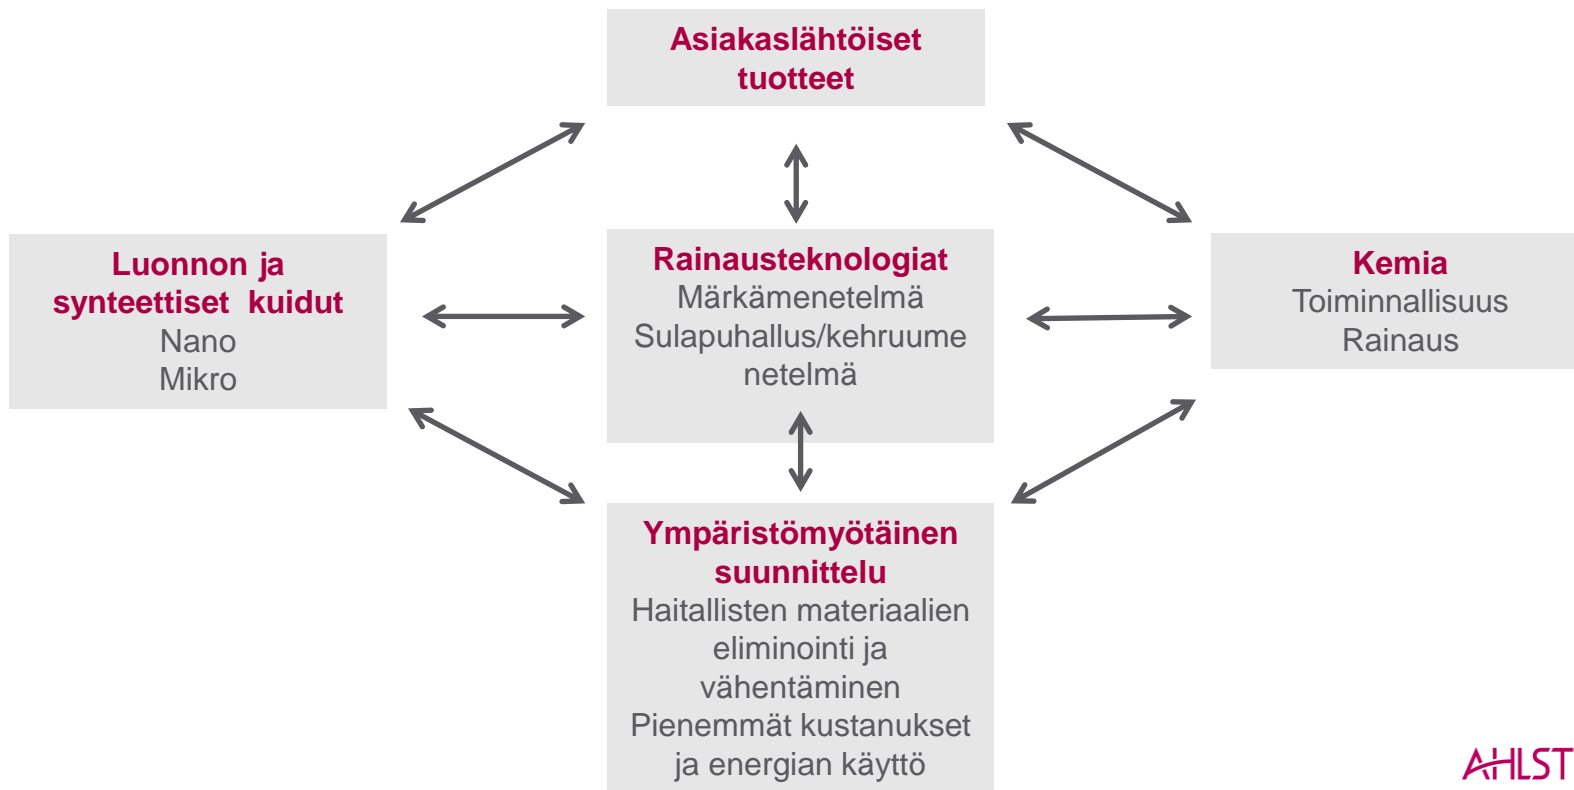 Asiakaslähtöiset
tuotteet
Luonnon ja
synteettiset kuidut
Nano
Mikro
Rainausteknologiat
Märkämenetelmä
Sulapuhallus/kehruume
netelmä
Kemia
Toiminnallisuus
Rainaus
Ympäristömyötäinen
suunnittelu
Haitallisten materiaalien
eliminointi ja
vähentäminen
Pienemmät kustanukset
ja energian käyttö
AHLST